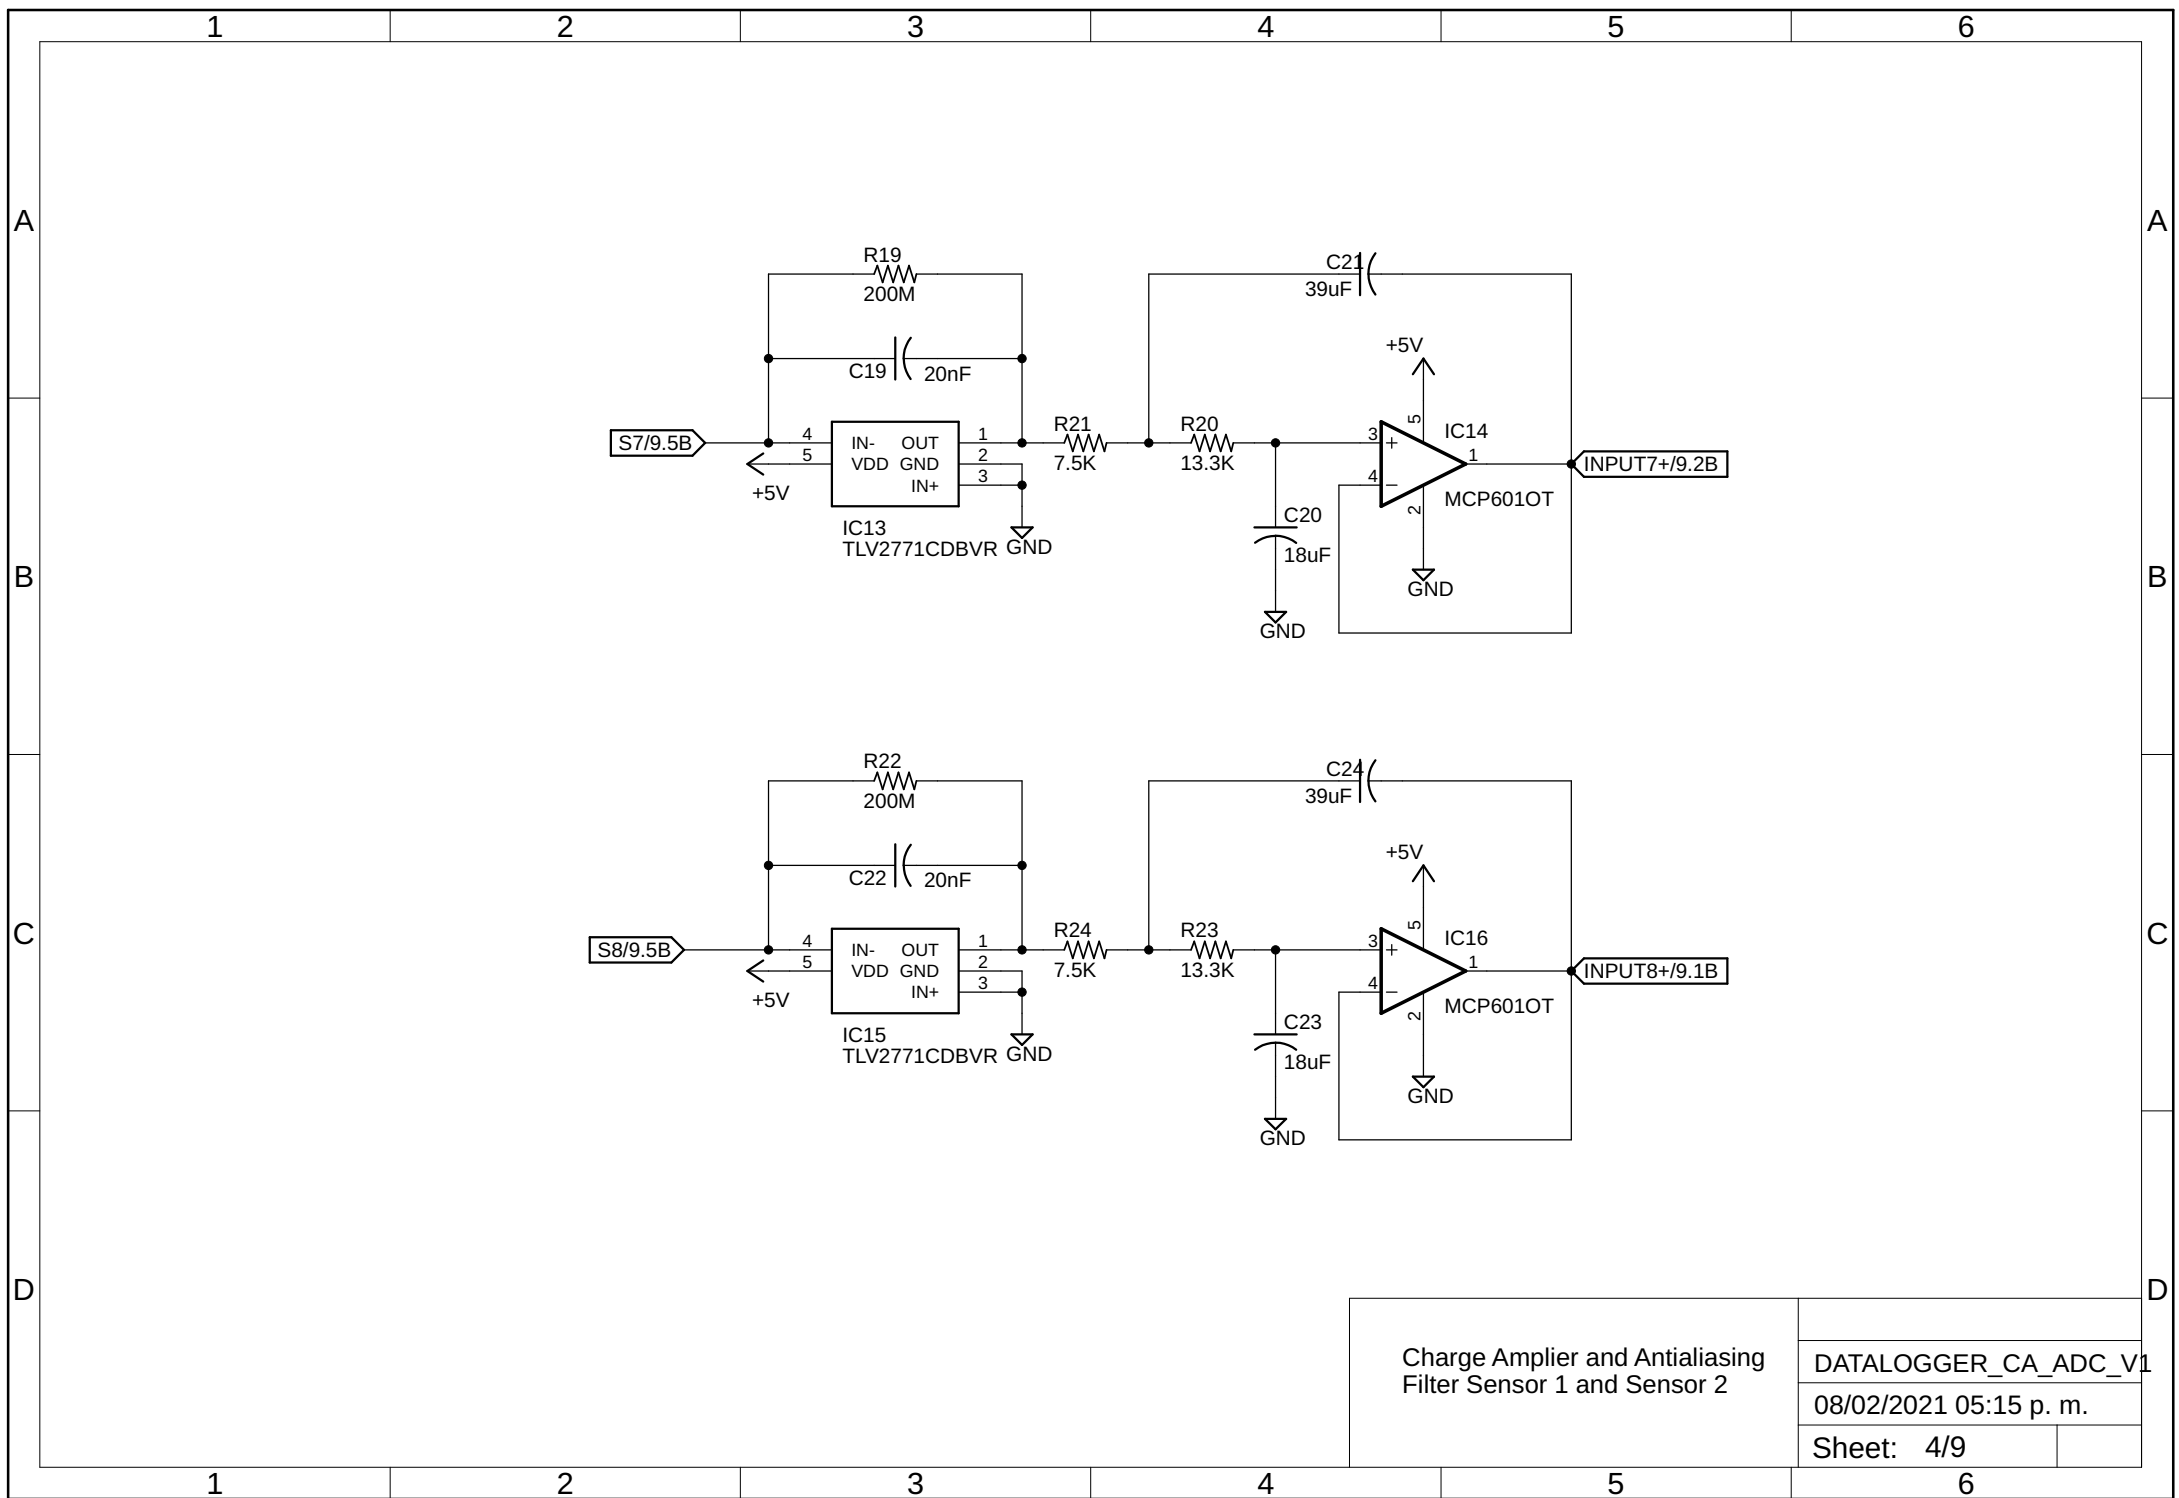 1 2 3 4 5 6
A A
R19
200M
C19 20nF
C21
39uF
+5V
S7/9.5B
4 IN- OUT 1
5 VDD GND 2
IN+ 3
+5V
IC13
TLV2771CDBVR
GND
R21
7.5K
R20
13.3K
C20
18uF
GND
3 + 5
4 − 2
1
IC14
MCP601OT
GND
INPUT7+/9.2B
B B
R22
200M
C22 20nF
C24
39uF
+5V
S8/9.5B
4 IN- OUT 1
5 VDD GND 2
IN+ 3
+5V
IC15
TLV2771CDBVR
GND
R24
7.5K
R23
13.3K
C23
18uF
GND
3 + 5
4 − 2
1
IC16
MCP601OT
GND
INPUT8+/9.1B
C C
D D
Charge Amplier and Antialiasing
Filter Sensor 1 and Sensor 2
DATALOGGER_CA_ADC_V1
08/02/2021 05:15 p. m.
Sheet: 4/9
1 2 3 4 5 6